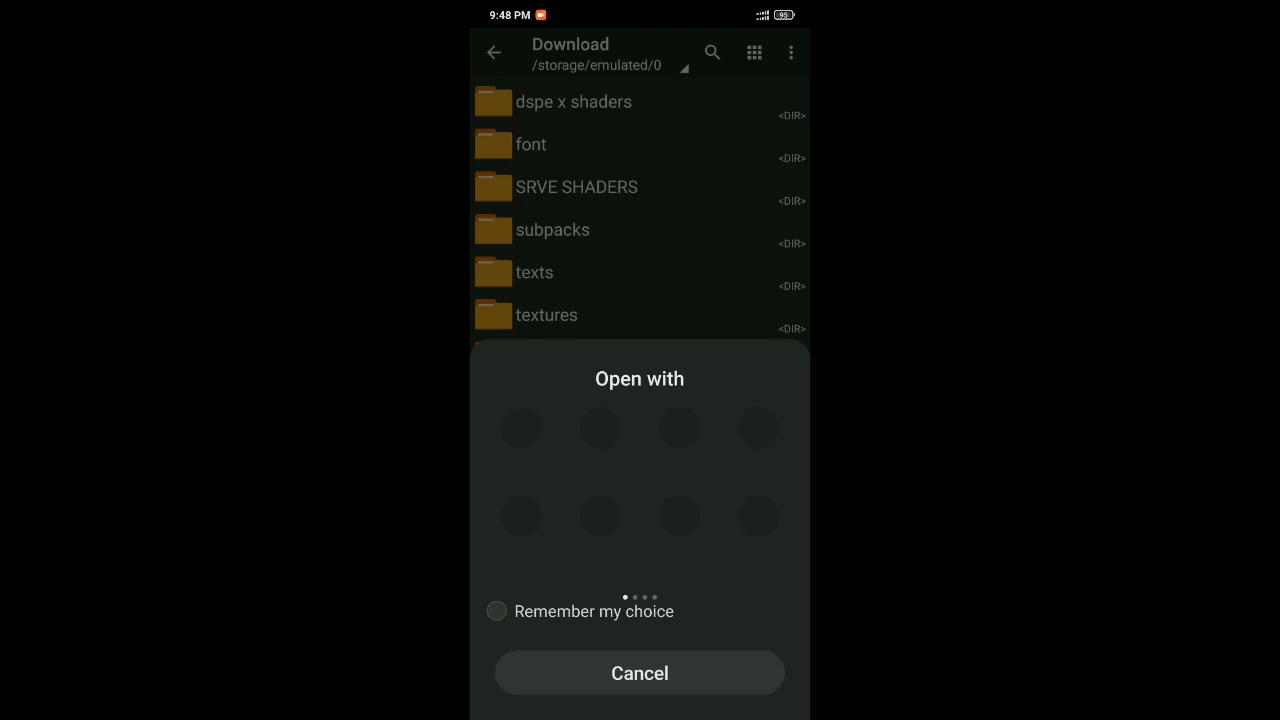 9:48 PM
95
Download
/storage/emulated/0
dspe x shaders
<DIR>
font
<DIR>
SRVE SHADERS
<DIR>
subpacks
<DIR>
texts
<DIR>
textures
<DIR>
Open with
Remember my choice
Cancel